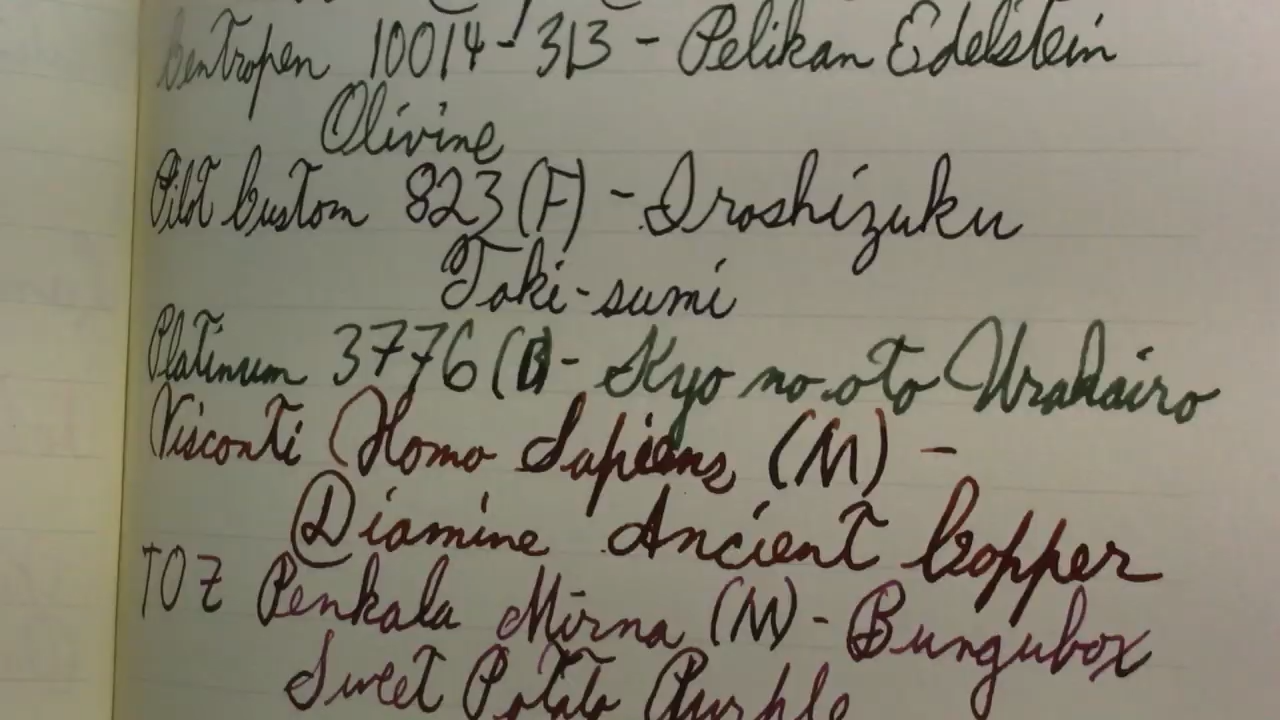 Centropen 10014-313 - Pelikan Edelstein
Olivine
Pilot Custom 823 (F) - Iroshizuku
Take-sumi
Platinum 3776 (B) - Kyo no oto Urahairo
Visconti Homo Sapiens (M) -
Diamine Ancient Copper
TOZ Penkala Mirna (M) - Bungubox
Sweet Potato Purple